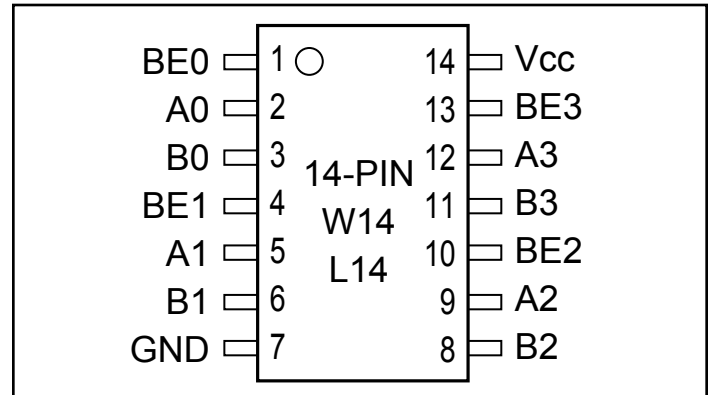 BE0 1 14 Vcc
A0 2 13 BE3
B0 3 12 A3
14-PIN
BE1 4 11 B3
W14
A1 5 10 BE2
L14
B1 6 9 A2
GND 7 8 B2